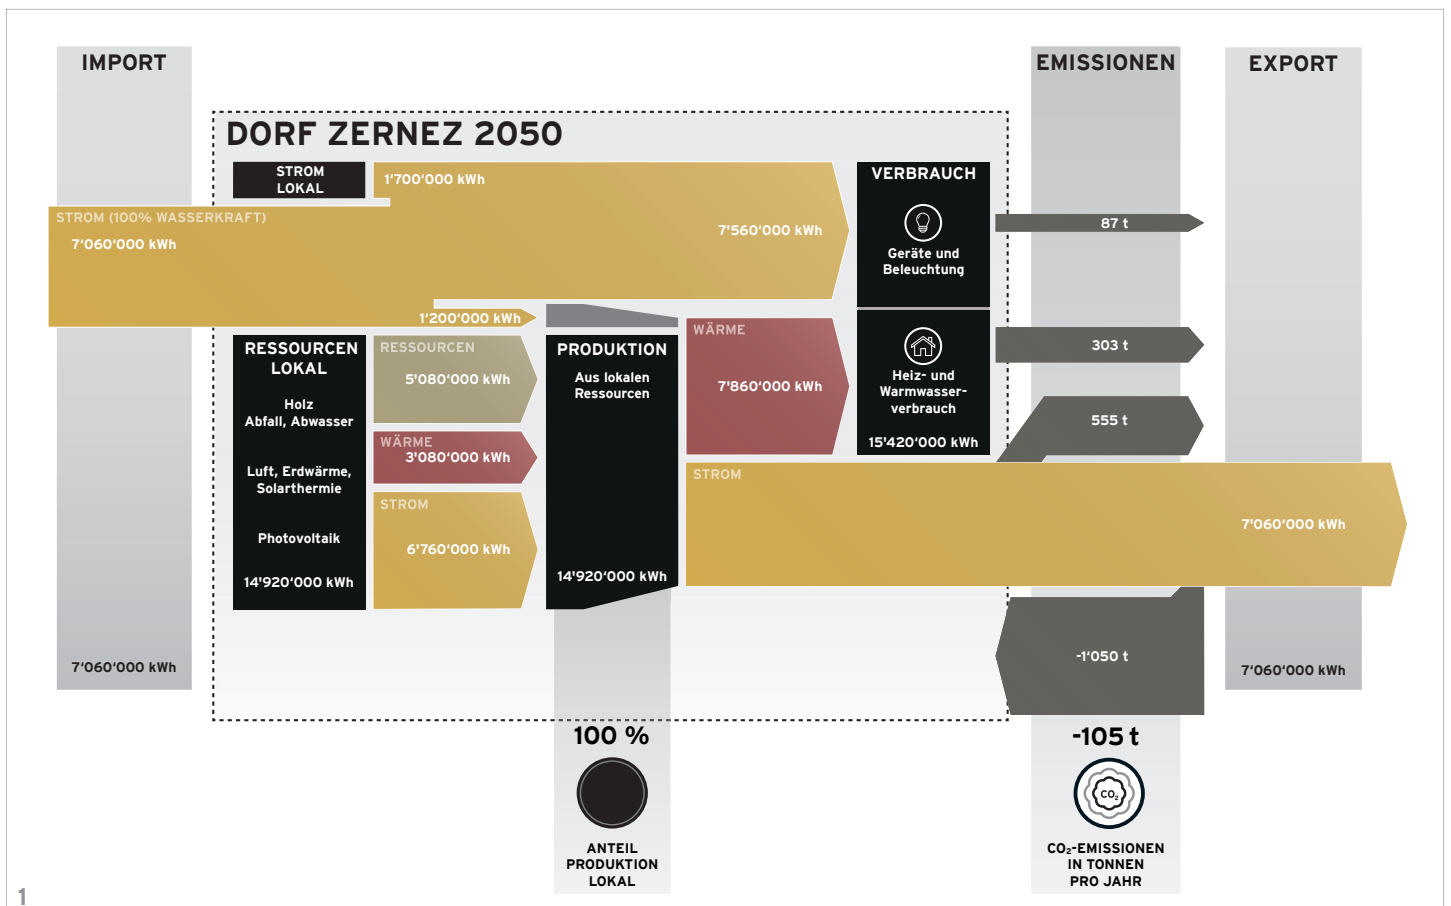 IMPORT
EMISSIONEN
EXPORT
DORF ZERNEZ 2050
STROM
LOKAL
1‘700‘000 kWh
STROM (100% WASSERKRAFT)
7‘060‘000 kWh
7'560‘000 kWh
1‘200‘000 kWh
VERBRAUCH
Geräte und
Beleuchtung
87 t
RESSOURCEN
LOKAL
Holz
Abfall, Abwasser
Luft, Erdwärme,
Solarthermie
Photovoltaik
14'920‘000 kWh
RESSOURCEN
5'080‘000 kWh
WÄRME
3'080‘000 kWh
STROM
6'760‘000 kWh
PRODUKTION
Aus lokalen
Ressourcen
14'920‘000 kWh
WÄRME
7'860‘000 kWh
Heiz- und
Warmwasser-
verbrauch
15'420‘000 kWh
303 t
555 t
STROM
7'060‘000 kWh
-1‘050 t
7‘060‘000 kWh
7‘060‘000 kWh
100 %
ANTEIL
PRODUKTION
LOKAL
-105 t
CO₂
CO₂-EMISSIONEN
IN TONNEN
PRO JAHR
1